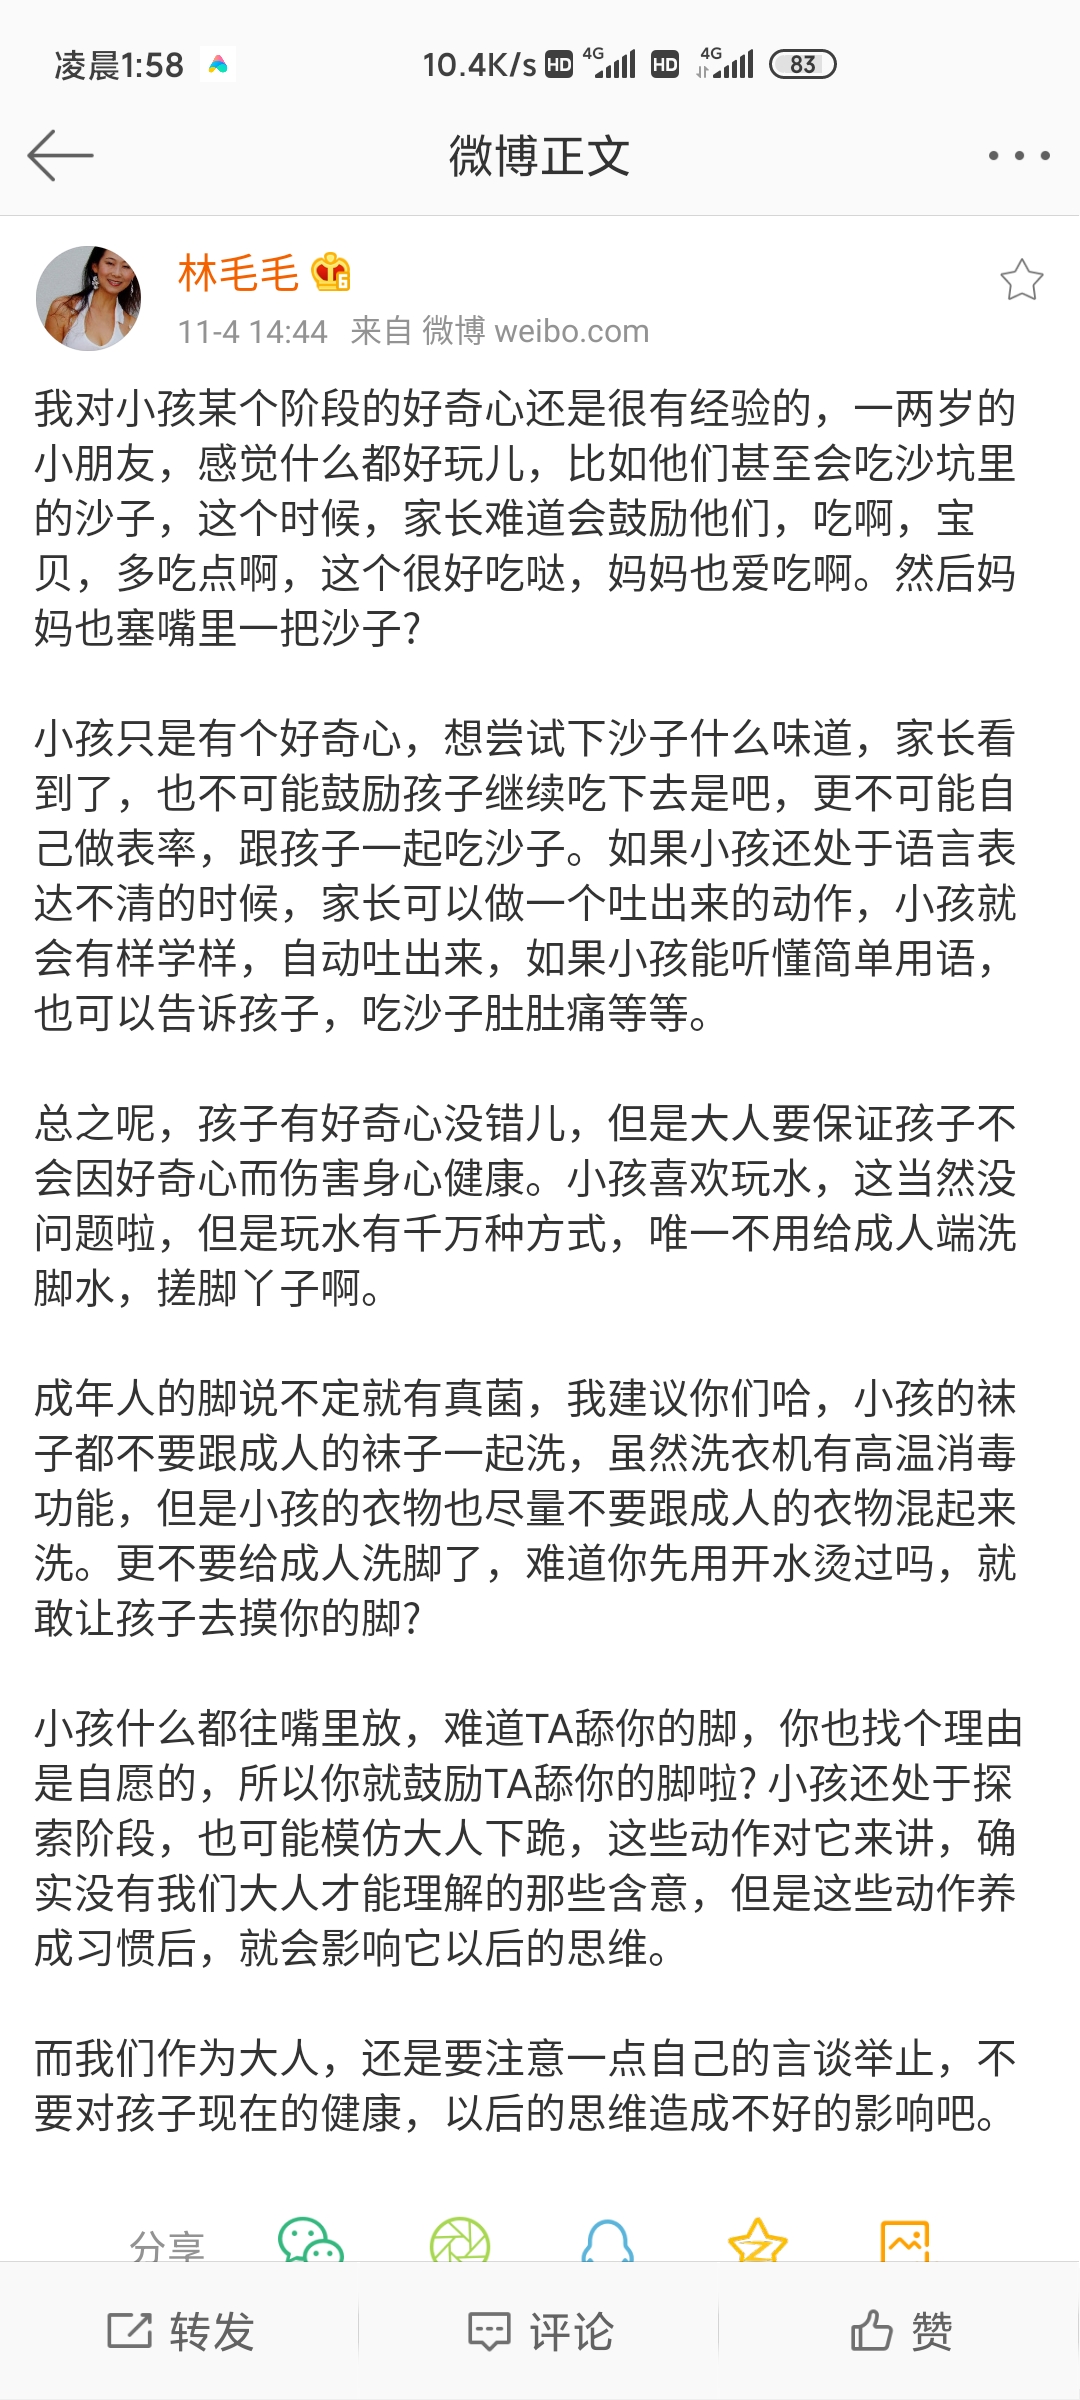 凌晨1:58
10.4K/s HD 4G HD 4G 83
微博正文
林毛毛 6
11-4 14:44 来自 微博 weibo.com
我对小孩某个阶段的好奇心还是很有经验的，一两岁的
小朋友，感觉什么都好玩儿，比如他们甚至会吃沙坑里
的沙子，这个时候，家长难道会鼓励他们，吃啊，宝
贝，多吃点啊，这个很好吃哒，妈妈也爱吃啊。然后妈
妈也塞嘴里一把沙子？
小孩只是有个好奇心，想尝试下沙子什么味道，家长看
到了，也不可能鼓励孩子继续吃下去是吧，更不可能自
己做表率，跟孩子一起吃沙子。如果小孩还处于语言表
达不清的时候，家长可以做一个吐出来的动作，小孩就
会有样学样，自动吐出来，如果小孩能听懂简单用语，
也可以告诉孩子，吃沙子肚肚痛等等。
总之呢，孩子有好奇心没错儿，但是大人要保证孩子不
会因好奇心而伤害身心健康。小孩喜欢玩水，这当然没
问题啦，但是玩水有千万种方式，唯一不用给成人端洗
脚水，搓脚丫子啊。
成年人的脚说不定就有真菌，我建议你们哈，小孩的袜
子都不要跟成人的袜子一起洗，虽然洗衣机有高温消毒
功能，但是小孩的衣物也尽量不要跟成人的衣物混起来
洗。更不要给成人洗脚了，难道你先用开水烫过吗，就
敢让孩子去摸你的脚？
小孩什么都往嘴里放，难道TA舔你的脚，你也找个理由
是自愿的，所以你就鼓励TA舔你的脚啦？小孩还处于探
索阶段，也可能模仿大人下跪，这些动作对它来讲，确
实没有我们大人才能理解的那些含意，但是这些动作养
成习惯后，就会影响它以后的思维。
而我们作为大人，还是要注意一点自己的言谈举止，不
要对孩子现在的健康，以后的思维造成不好的影响吧。
分享
转发 评论 赞